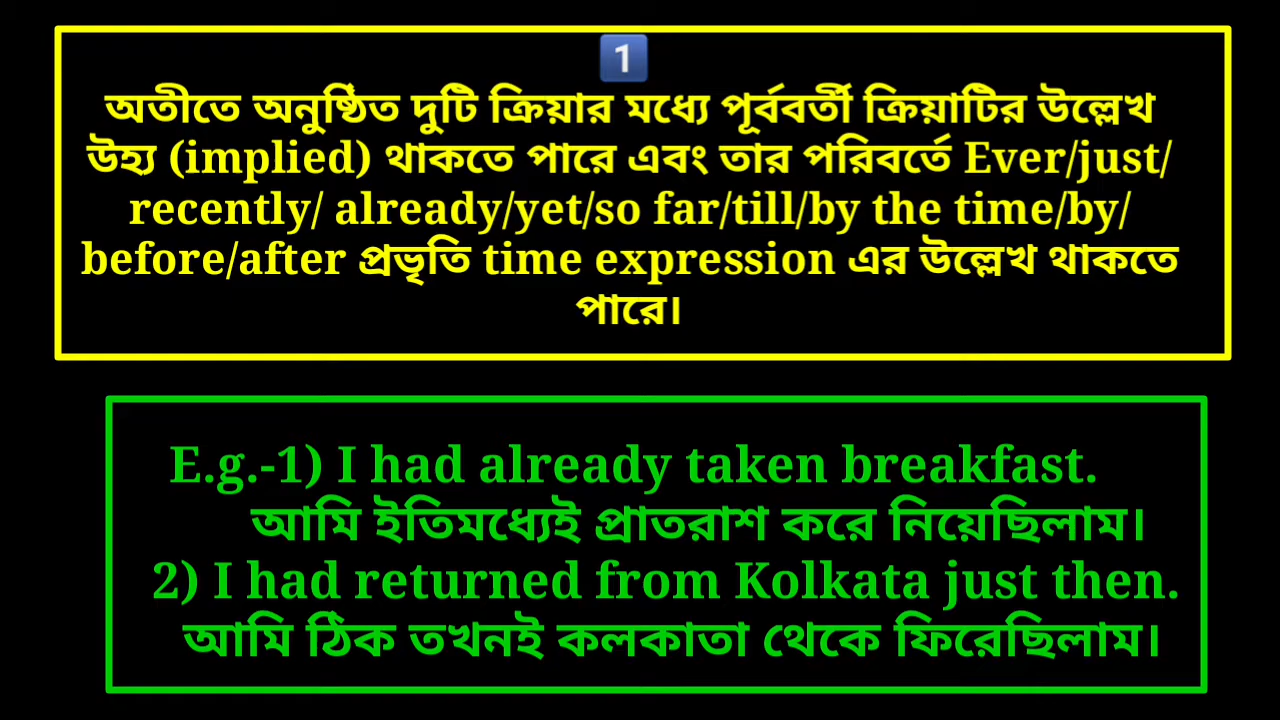 1
অতীতে অনুষ্ঠিত দুটি ক্রিয়ার মধ্যে পূর্ববর্তী ক্রিয়াটির উল্লেখ
উহ্য (implied) থাকতে পারে এবং তার পরিবর্তে Ever/just/
recently/ already/yet/so far/till/by the time/by/
before/after প্রভৃতি time expression এর উল্লেখ থাকতে
পারে।
E.g.-1) I had already taken breakfast.
আমি ইতিমধ্যেই প্রাতরাশ করে নিয়েছিলাম।
2) I had returned from Kolkata just then.
আমি ঠিক তখনই কলকাতা থেকে ফিরেছিলাম।